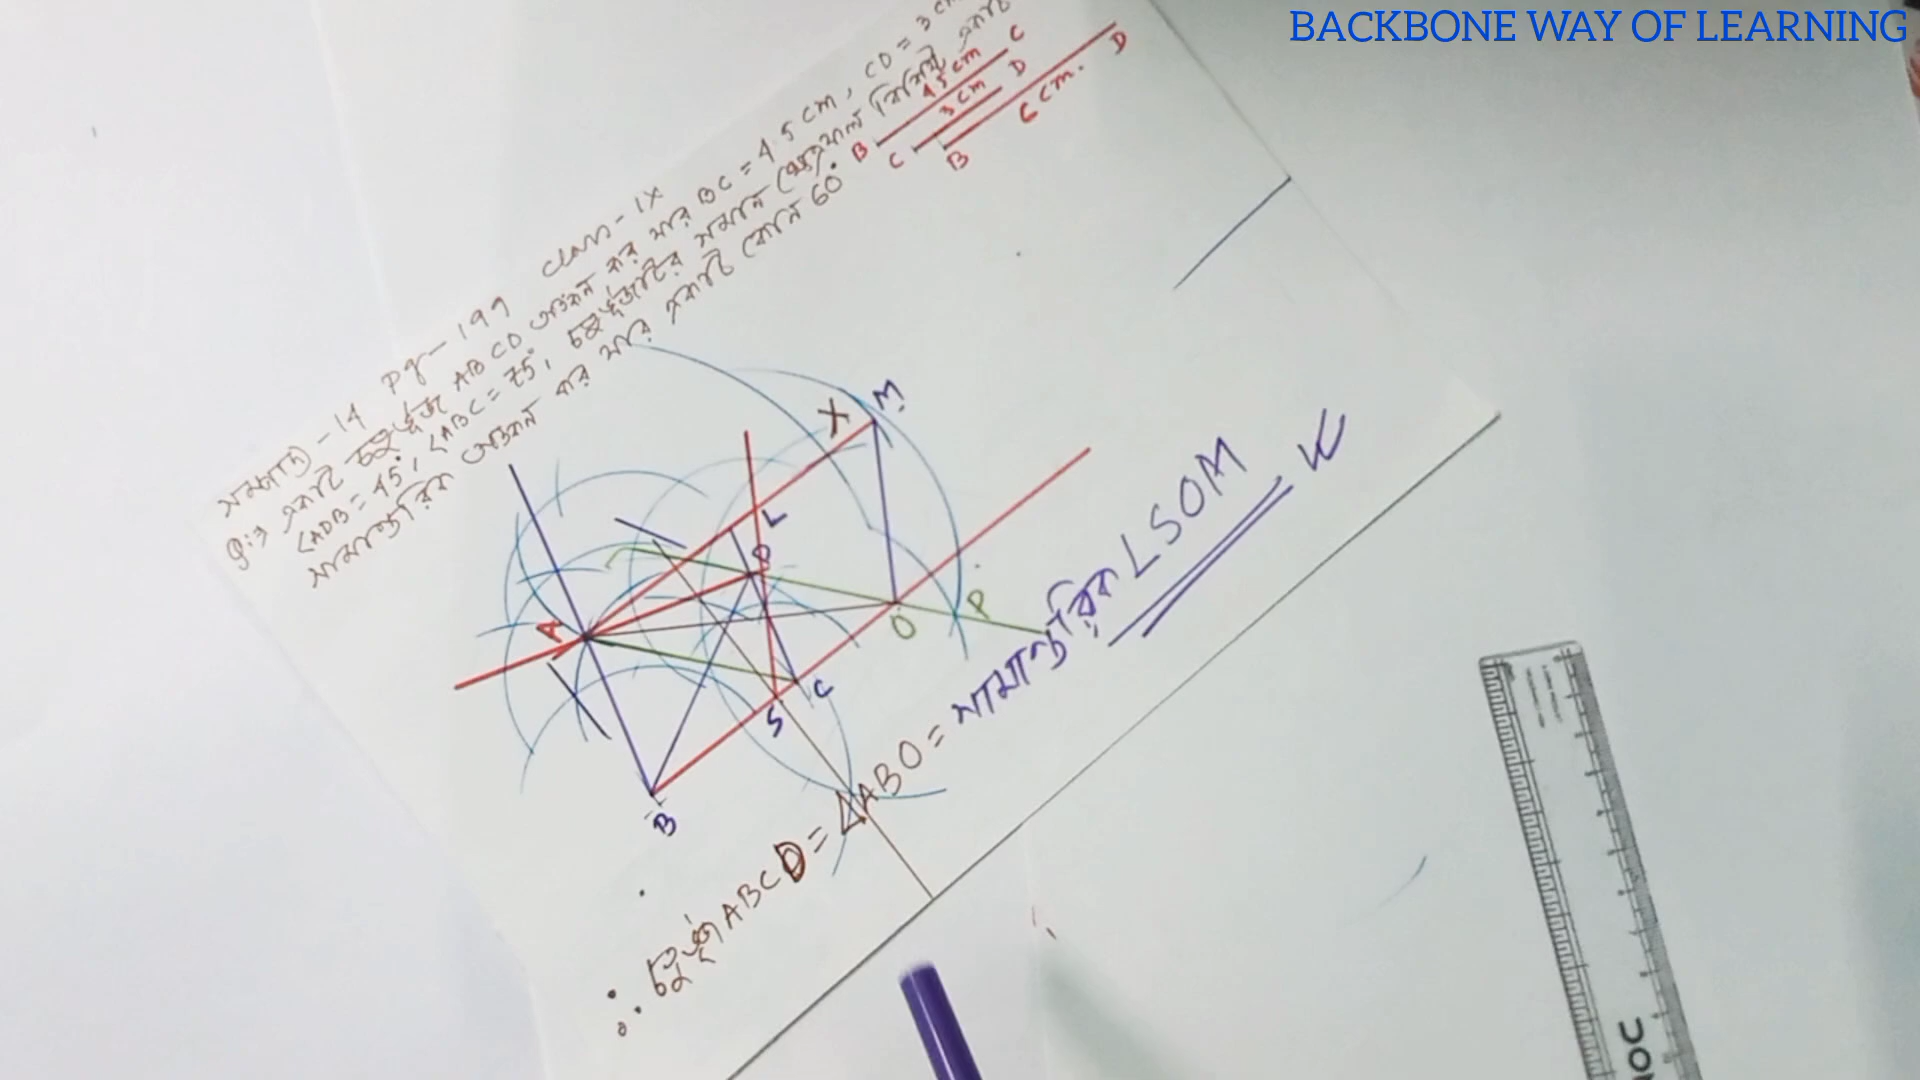 BACKBONE WAY OF LEARNING
সম্পাদ্য - 14 Pg - 199 Class - IX
Q:3 একটি চতুর্ভুজ ABCD অঙ্কন কর যার BC = 4.5 cm, CD = 3 cm
∠ADB = 45°, ∠ABC = 75°, চতুর্ভুজটির সমান ক্ষেত্রফল বিশিষ্ট একটি
সামান্তরিক অঙ্কন কর যার একটি কোন 60°
B 4.5 cm C
C 3 cm D
B 6 cm. D
X M
L
D
A
O P
S C
B
∴ চতুর্ভুজ ABCD = ΔABO = সামান্তরিক LSOM